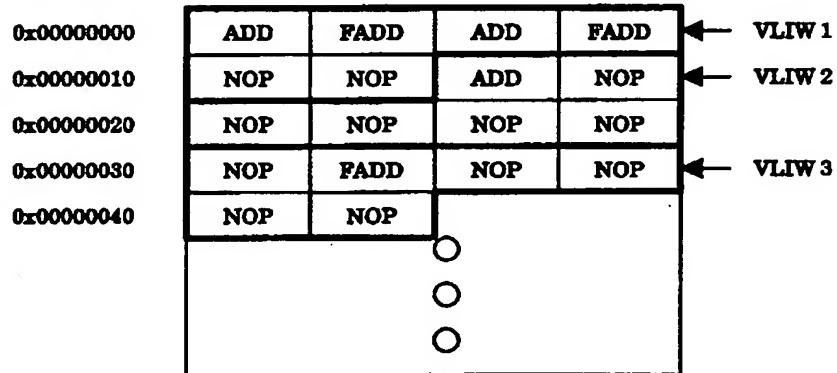 0x00000000 ADD FADD ADD FADD VLIW 1
0x00000010 NOP NOP ADD NOP VLIW 2
0x00000020 NOP NOP NOP NOP
0x00000030 NOP FADD NOP NOP VLIW 3
0x00000040 NOP NOP